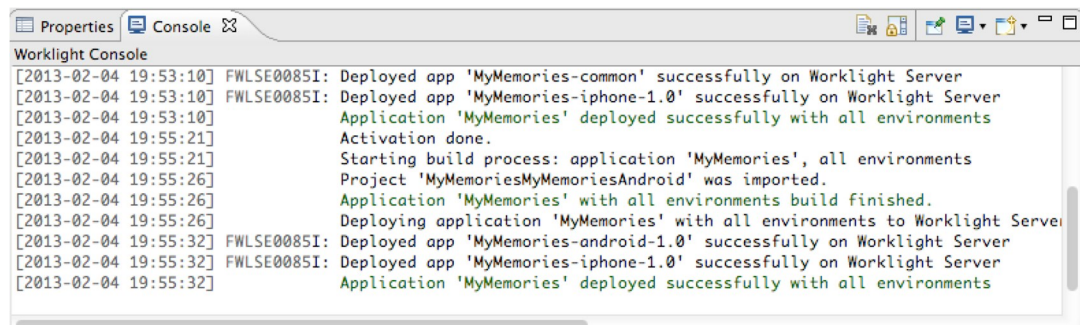 Properties Console
Worklight Console
[2013-02-04 19:53:10] FWLSE0085I: Deployed app 'MyMemories-common' successfully on Worklight Server
[2013-02-04 19:53:10] FWLSE0085I: Deployed app 'MyMemories-iphone-1.0' successfully on Worklight Server
[2013-02-04 19:53:10] Application 'MyMemories' deployed successfully with all environments
[2013-02-04 19:55:21] Activation done.
[2013-02-04 19:55:21] Starting build process: application 'MyMemories', all environments
[2013-02-04 19:55:26] Project 'MyMemoriesMyMemoriesAndroid' was imported.
[2013-02-04 19:55:26] Application 'MyMemories' with all environments build finished.
[2013-02-04 19:55:26] Deploying application 'MyMemories' with all environments to Worklight Server
[2013-02-04 19:55:32] FWLSE0085I: Deployed app 'MyMemories-android-1.0' successfully on Worklight Server
[2013-02-04 19:55:32] FWLSE0085I: Deployed app 'MyMemories-iphone-1.0' successfully on Worklight Server
[2013-02-04 19:55:32] Application 'MyMemories' deployed successfully with all environments